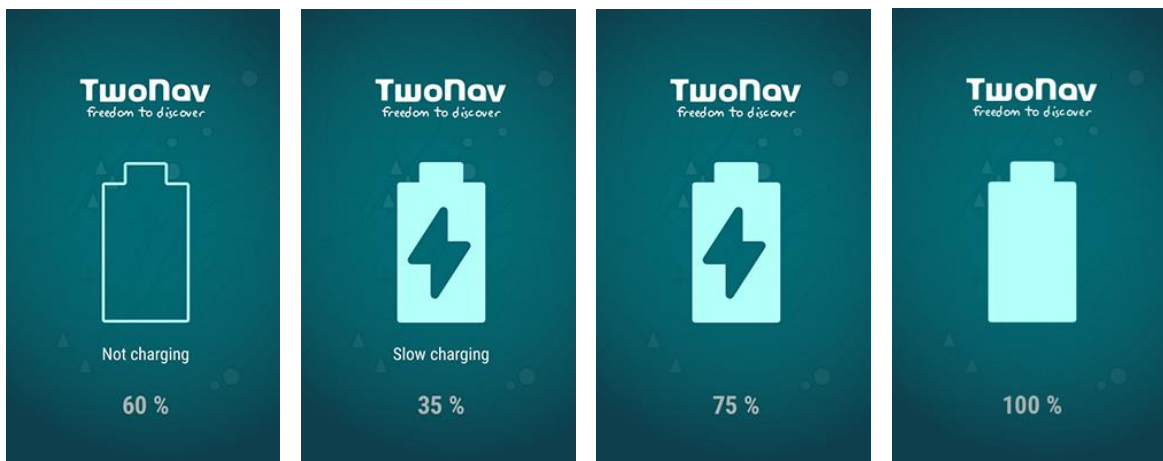 TwoNav
freedom to discover
Not charging
60 %
TwoNav
freedom to discover
Slow charging
35 %
TwoNav
freedom to discover
75 %
TwoNav
freedom to discover
100 %